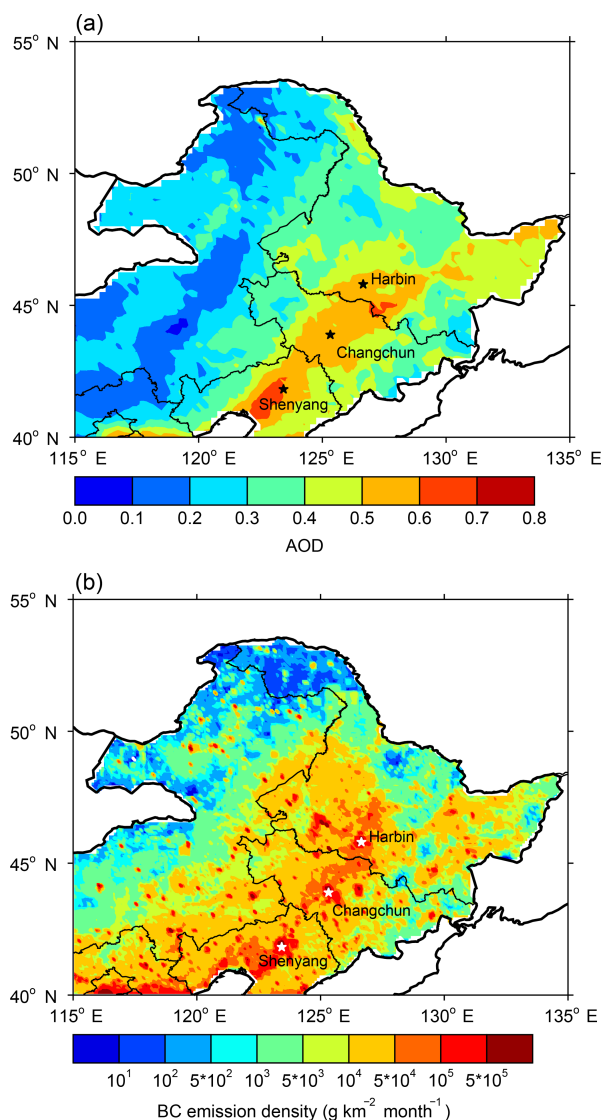 (a)
55° N
50° N
45° N
40° N
Harbin
Changchun
Shenyang
115° E 120° E 125° E 130° E 135° E
0.0 0.1 0.2 0.3 0.4 0.5 0.6 0.7 0.8
AOD
(b)
55° N
50° N
45° N
40° N
Harbin
Changchun
Shenyang
115° E 120° E 125° E 130° E 135° E
10¹ 10² 5*10² 10³ 5*10³ 10⁴ 5*10⁴ 10⁵ 5*10⁵
BC emission density (g km⁻² month⁻¹)